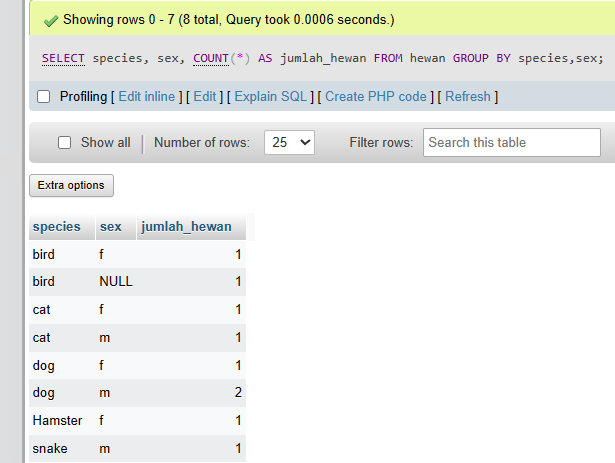 Showing rows 0 - 7 (8 total, Query took 0.0006 seconds.)
SELECT species, sex, COUNT(*) AS jumlah_hewan FROM hewan GROUP BY species,sex;
Profiling [ Edit inline ] [ Edit ] [ Explain SQL ] [ Create PHP code ] [ Refresh ]
Show all Number of rows: 25 Filter rows: Search this table
Extra options
species sex jumlah_hewan
bird f 1
bird NULL 1
cat f 1
cat m 1
dog f 1
dog m 2
Hamster f 1
snake m 1